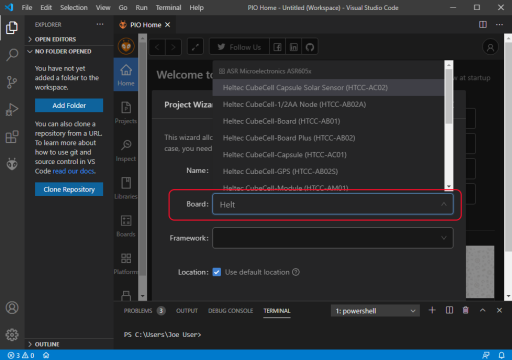 File Edit Selection View Go Run Terminal Help PIO Home - Untitled (Workspace) - Visual Studio Code
EXPLORER
PIO Home
OPEN EDITORS
NO FOLDER OPENED
You have not yet
added a folder to the
workspace.
Add Folder
You can also clone a
repository from a URL.
To learn more about
how to use git and
source control in VS
Code read our docs.
Clone Repository
OUTLINE
Home
Projects
Inspect
Libraries
Boards
Platforms
Follow Us
Welcome to
at startup
ASR Microelectronics ASR605x
Heltec CubeCell Capsule Solar Sensor (HTCC-AC02)
Heltec CubeCell-1/2AA Node (HTCC-AB02A)
Heltec CubeCell-Board (HTCC-AB01)
Heltec CubeCell-Board Plus (HTCC-AB02)
Heltec CubeCell-Capsule (HTCC-AC01)
Heltec CubeCell-GPS (HTCC-AB02S)
Heltec CubeCell-Module (HTCC-AM01)
Project Wizar
This wizard allo
case, you need
Name:
Board: Helt
Framework:
Location: Use default location
PROBLEMS 3 OUTPUT DEBUG CONSOLE TERMINAL 1: powershell
PS C:\Users\Joe User>
3 0